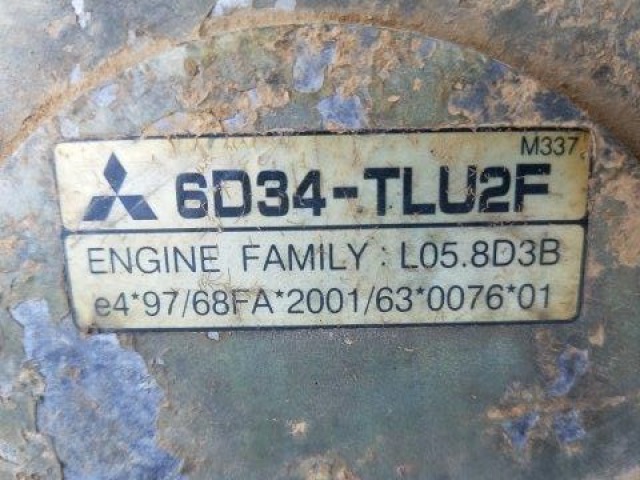 M337
6D34-TLU2F
ENGINE FAMILY : L05.8D3B
e4*97/68FA*2001/63*0076*01